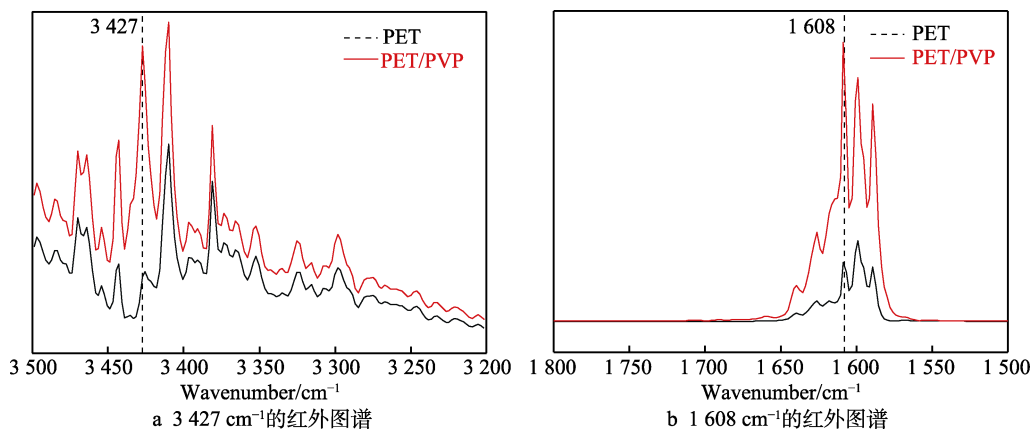 3 427
PET
PET/PVP
3 500 3 450 3 400 3 350 3 300 3 250 3 200
Wavenumber/cm⁻¹
a 3 427 cm⁻¹的红外图谱
1 608
PET
PET/PVP
1 800 1 750 1 700 1 650 1 600 1 550 1 500
Wavenumber/cm⁻¹
b 1 608 cm⁻¹的红外图谱